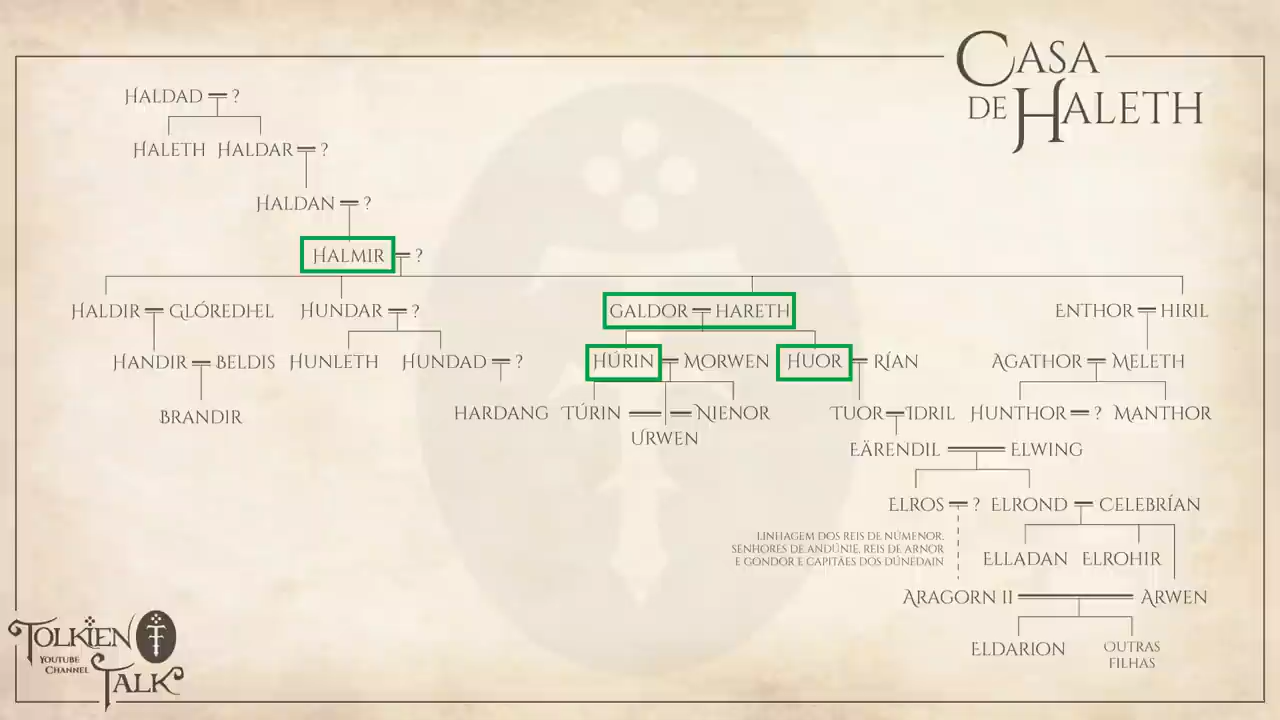 CASA
DE HALETH
HALDAD ?
HALETH HALDAR ?
HALDAN ?
HALMIR ?
HALDIR GLÓREDHEL HUNDAR ? GALDOR HARETH ENTHOR HIRIL
HANDIR BELDIS HUNLETH HUNDAD ? HÚRIN MORWEN HUOR RÍAN AGATHOR MELETH
BRANDIR HARDANG TÚRIN NIENOR TUOR IDRIL HUNTHOR ? MANTHOR
URWEN
EÄRENDIL ELWING
ELROS ? ELROND CELEBRÍAN
LINHAGEM DOS REIS DE NÚMENOR,
SENHORES DE ANDÚNIE, REIS DE ARNOR
E GONDOR E CAPITÃES DOS DÚNEDAIN
ELLADAN ELROHIR
ARAGORN II ARWEN
ELDARION OUTRAS
FILHAS
TOLKIEN
YOUTUBE
CHANNEL
TALK